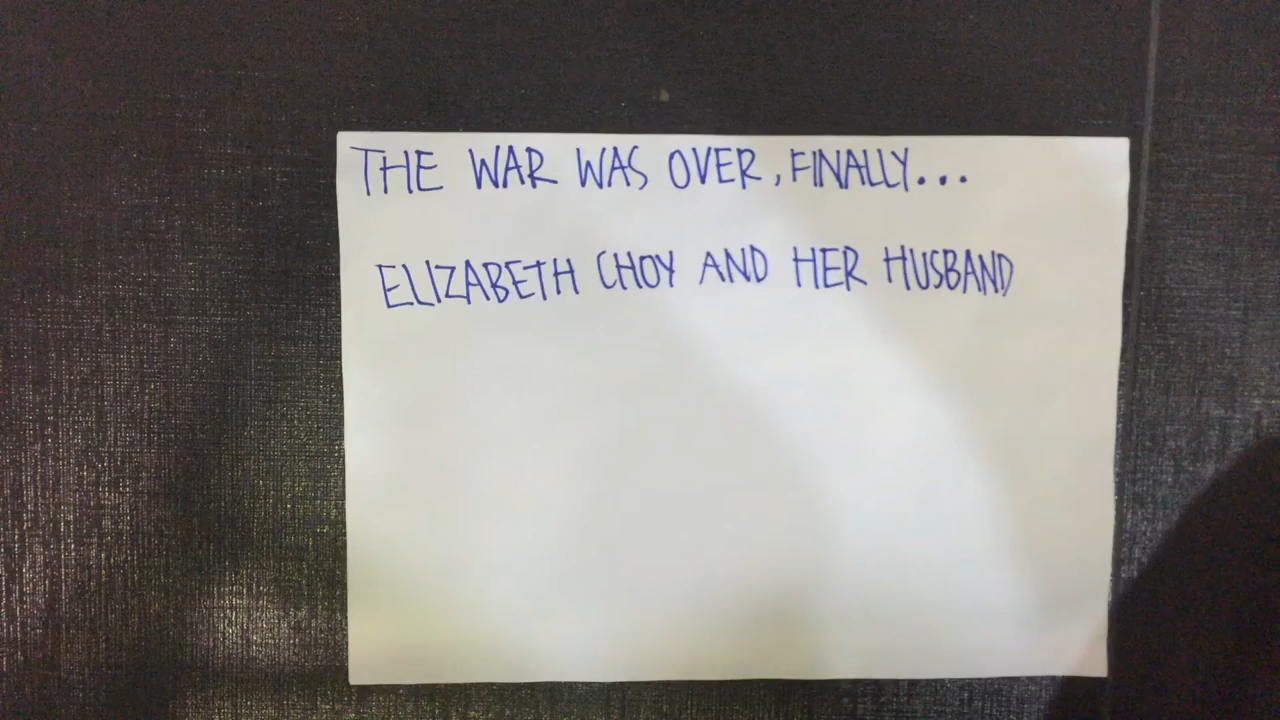 THE WAR WAS OVER, FINALLY...
ELIZABETH CHOY AND HER HUSBAND